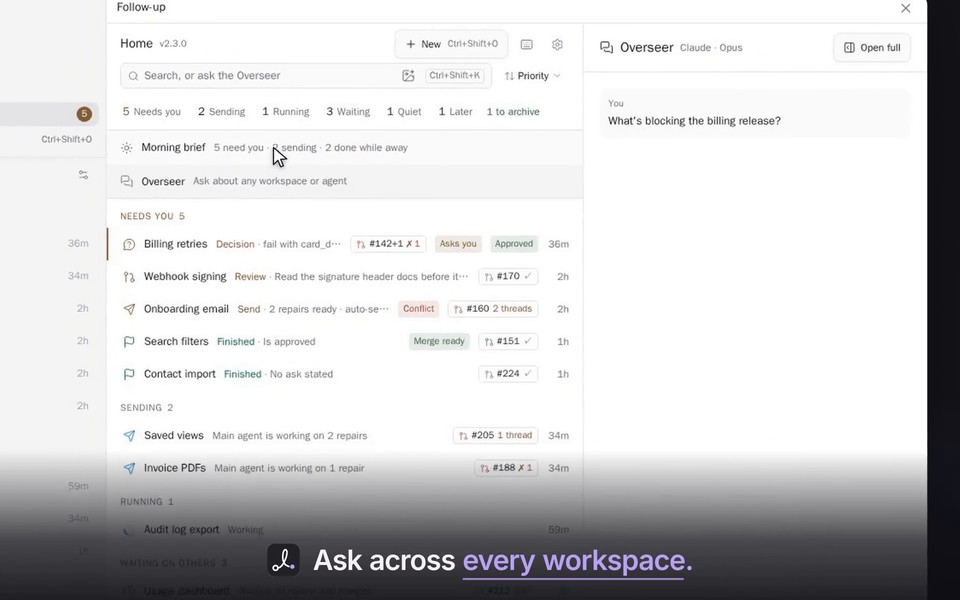 Follow-up
Home v2.3.0
New Ctrl+Shift+O
Search, or ask the Overseer Ctrl+Shift+K Priority
5 Needs you 2 Sending 1 Running 3 Waiting 1 Quiet 1 Later 1 to archive
Morning brief 5 need you · 2 sending · 2 done while away
Overseer Ask about any workspace or agent
NEEDS YOU 5
Billing retries Decision · fail with card_d··· #142+1 ✗ 1 Asks you Approved 36m
Webhook signing Review · Read the signature header docs before it··· #170 ✓ 2h
Onboarding email Send · 2 repairs ready · auto-se··· Conflict #160 2 threads 2h
Search filters Finished · Is approved Merge ready #151 ✓ 1h
Contact import Finished · No ask stated #224 ✓ 1h
SENDING 2
Saved views Main agent is working on 2 repairs #205 1 thread 34m
Invoice PDFs Main agent is working on 1 repair #188 ✗ 1 34m
RUNNING 1
Audit log export Working 59m
WAITING ON OTHERS 3
Usage dashboard #212
Overseer Claude · Opus Open full
You
What's blocking the billing release?
5
Ctrl+Shift+O
36m
34m
2h
2h
2h
2h
59m
34m
Ask across every workspace.